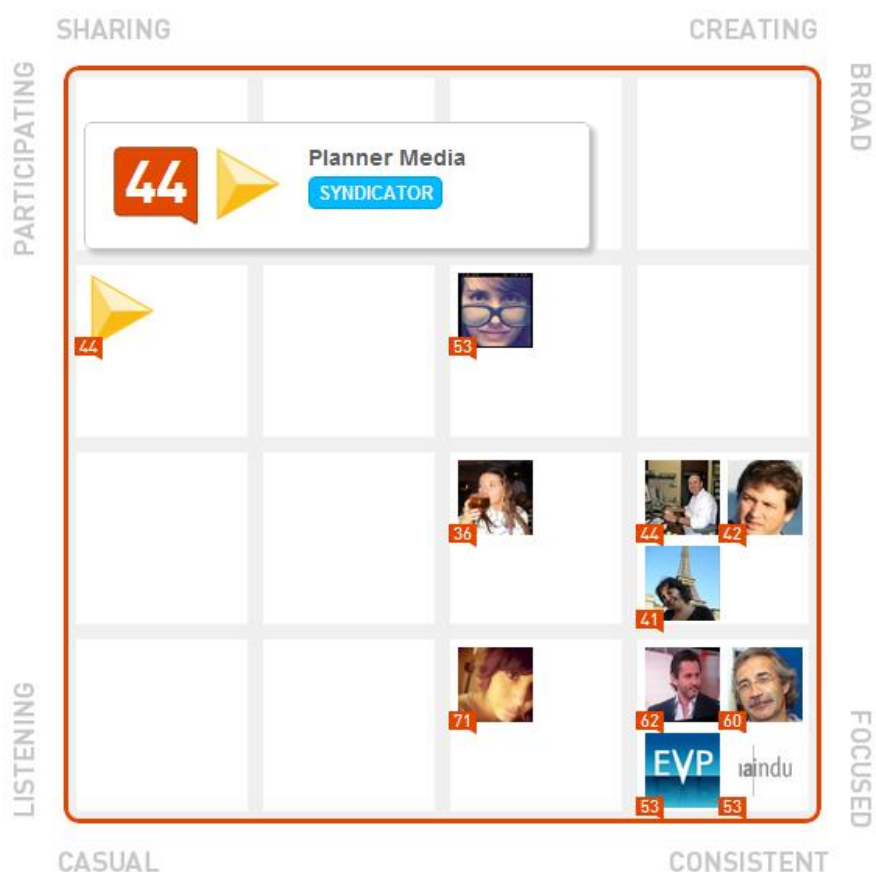 SHARING
CREATING
PARTICIPATING
BROAD
44
Planner Media
SYNDICATOR
44
53
36
44
42
41
71
62
60
EVP
53
53
LISTENING
FOCUSED
CASUAL
CONSISTENT